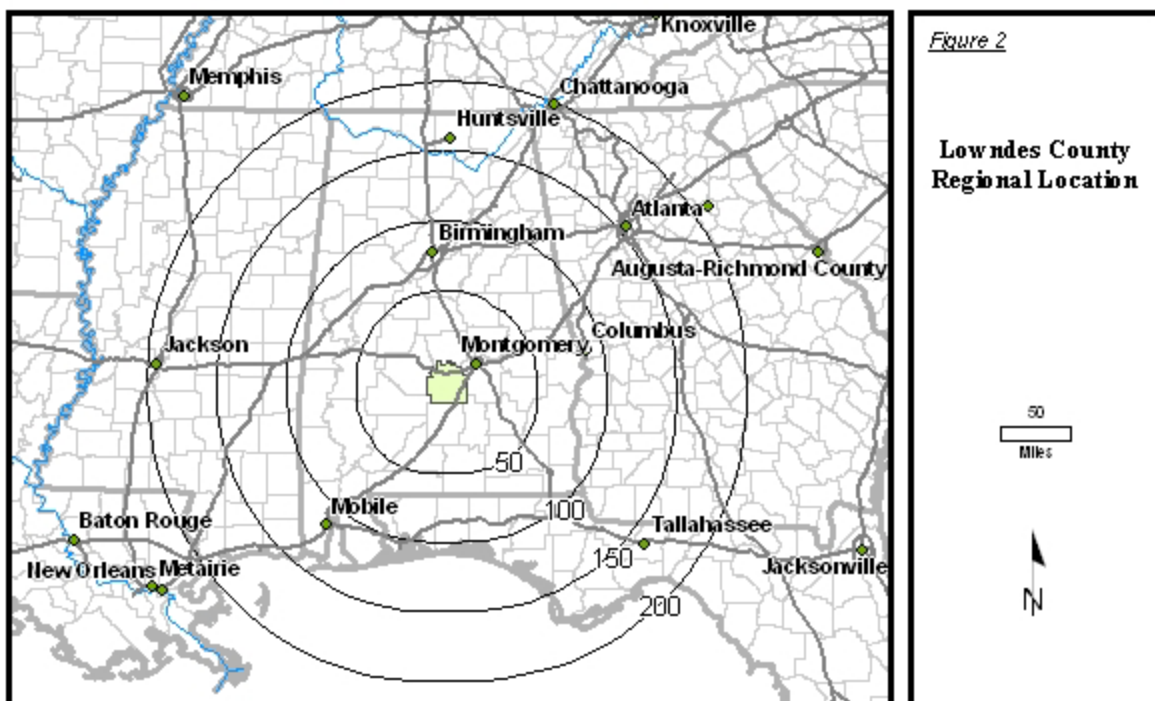 Knoxville
Memphis
Chattanooga
Huntsville
Atlanta
Birmingham
Augusta-Richmond County
Columbus
Jackson
Montgomery
50
100
Mobile
Baton Rouge
Tallahassee
150
New Orleans
Metairie
Jacksonville
200
Figure 2
Lowndes County
Regional Location
50
Miles
N